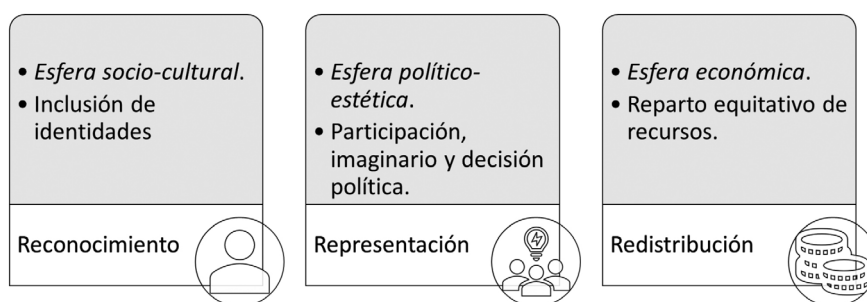 • Esfera socio-cultural.
• Inclusión de
identidades
Reconocimiento
• Esfera político-
estética.
• Participación,
imaginario y decisión
política.
Representación
• Esfera económica.
• Reparto equitativo de
recursos.
Redistribución